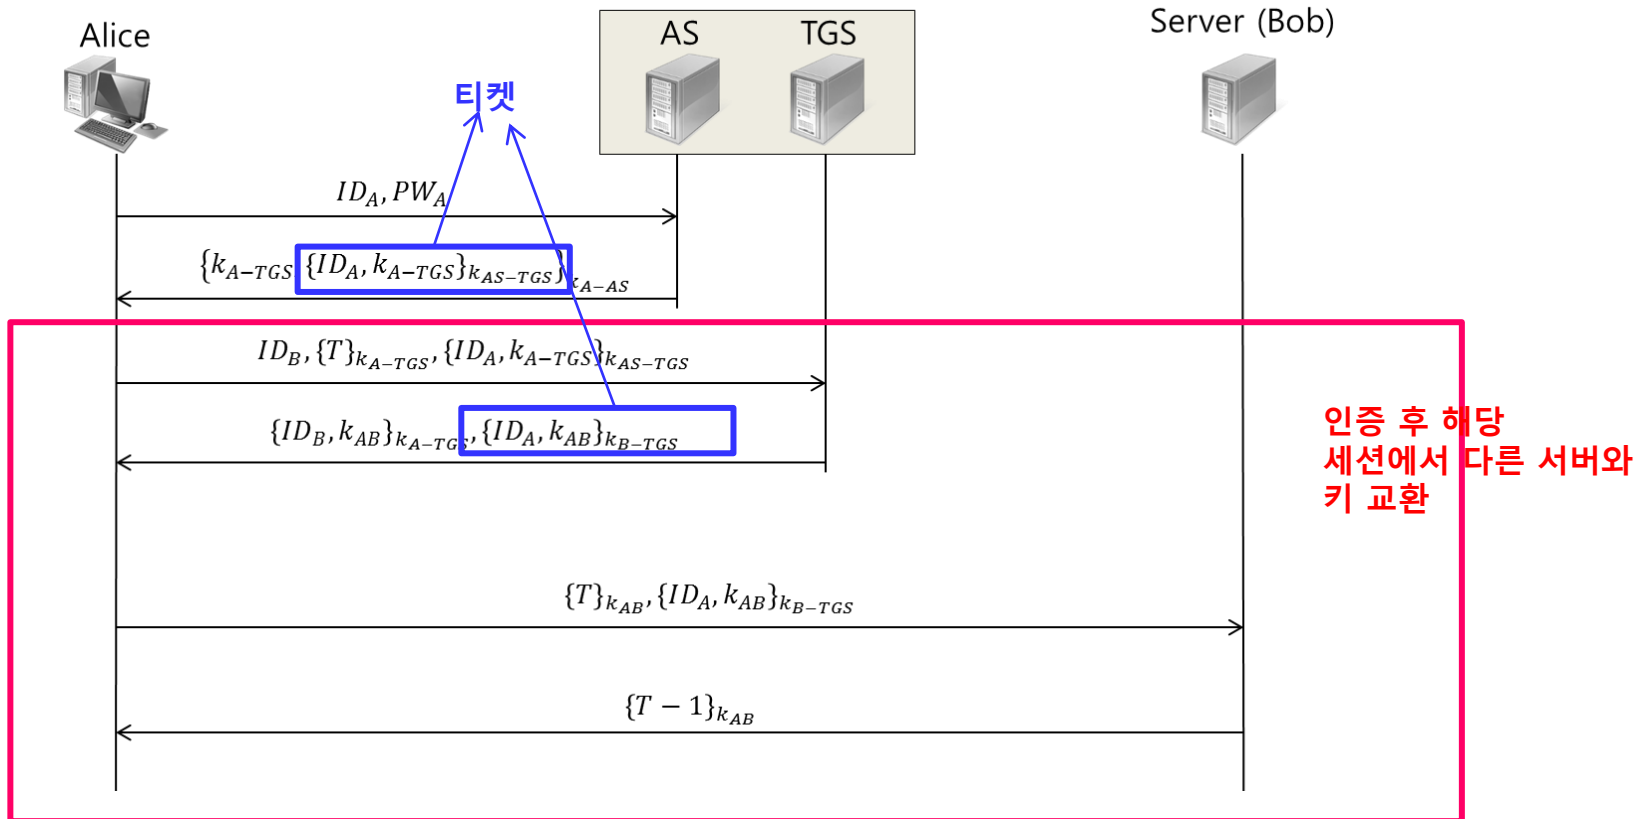 Alice
AS
TGS
Server (Bob)
티켓
ID_A, PW_A
{k_{A-TGS}, {ID_A, k_{A-TGS}}_{k_{AS-TGS}}}_{k_{A-AS}}
ID_B, {T}_{k_{A-TGS}}, {ID_A, k_{A-TGS}}_{k_{AS-TGS}}
{ID_B, k_{AB}}_{k_{A-TGS}}, {ID_A, k_{AB}}_{k_{B-TGS}}
인증 후 해당
세션에서 다른 서버와
키 교환
{T}_{k_{AB}}, {ID_A, k_{AB}}_{k_{B-TGS}}
{T − 1}_{k_{AB}}